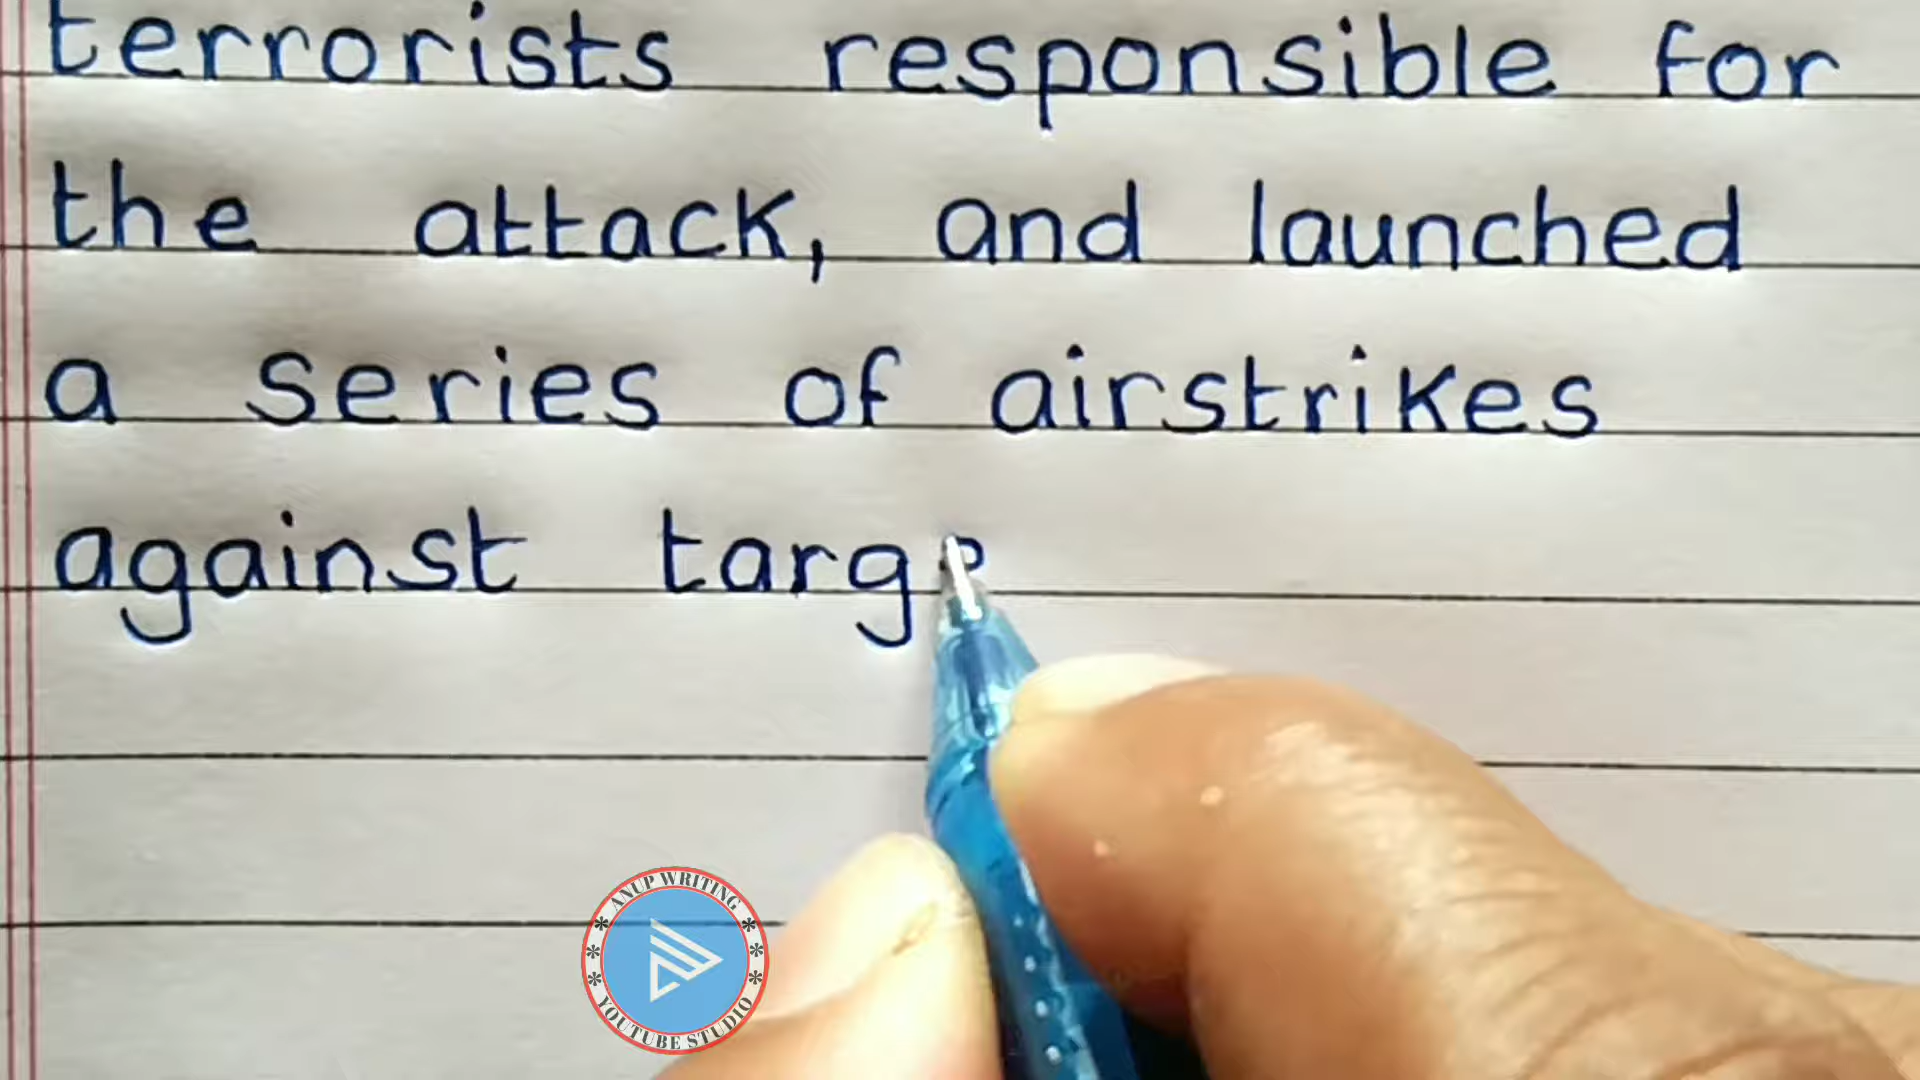 terrorists responsible for
the attack, and launched
a series of airstrikes
against targe
ANUP WRITING
YOUTUBE STUDIO